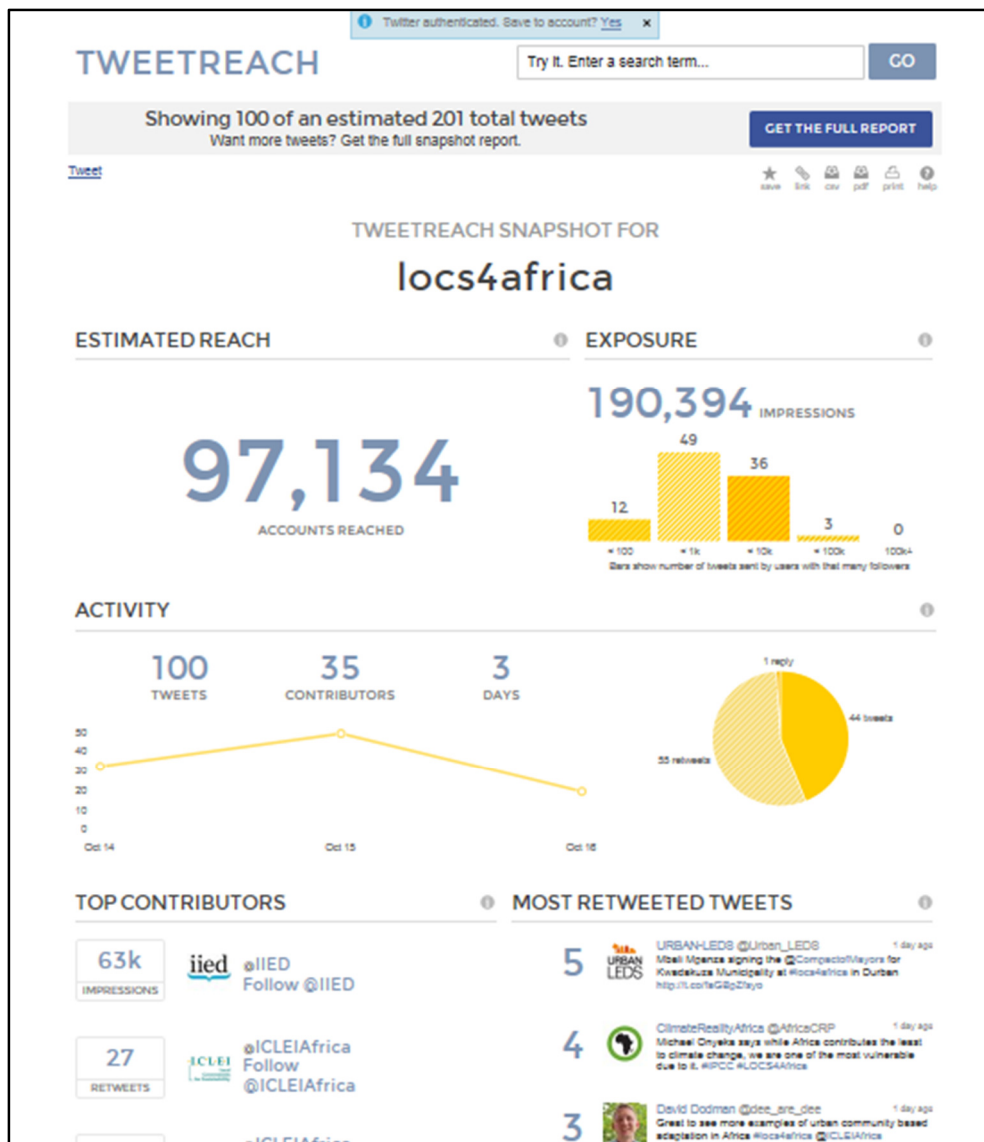 Twitter authenticated. Save to account? Yes ×
TWEETREACH
Try it. Enter a search term...
GO
Showing 100 of an estimated 201 total tweets
Want more tweets? Get the full snapshot report.
GET THE FULL REPORT
Tweet
save link csv pdf print help
TWEETREACH SNAPSHOT FOR
locs4africa
ESTIMATED REACH
97,134
ACCOUNTS REACHED
EXPOSURE
190,394 IMPRESSIONS
12 49 36 3 0
< 100 < 1k < 10k < 100k 100k+
Bars show number of tweets sent by users with that many followers
ACTIVITY
100 35 3
TWEETS CONTRIBUTORS DAYS
50
40
30
20
10
0
Oct 14 Oct 15 Oct 16
1 reply
44 tweets
55 retweets
TOP CONTRIBUTORS
63k
IMPRESSIONS
iied
@IIED
Follow @IIED
27
RETWEETS
ICLEI
@ICLEIAfrica
Follow
@ICLEIAfrica
@ICLEIAfrica
MOST RETWEETED TWEETS
5
URBAN
LEDS
URBAN-LEDS @Urban_LEDS 1 day ago
Mbali Mgenza signing the @CompactofMayors for
Kwadakuza Municipality at #locs4africa in Durban
4
ClimateRealityAfrica @AfricaCRP 1 day ago
Michael Onyeka says while Africa contributes the least
to climate change, we are one of the most vulnerable
due to it. #IPCC #LOCS4Africa
3
David Dodman @dee_are_dee 1 day ago
Great to see more examples of urban community based
adaptation in Africa #locs4africa @ICLEIAfrica